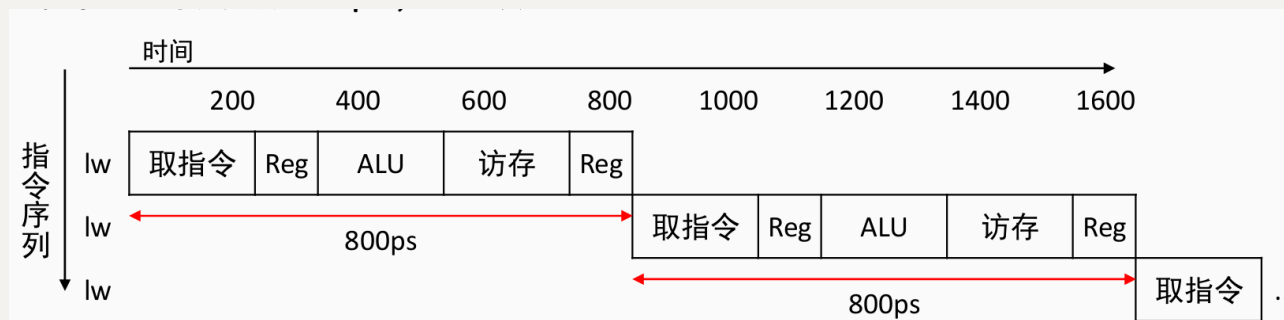 时间
200 400 600 800 1000 1200 1400 1600
指令序列
lw 取指令 Reg ALU 访存 Reg
lw 取指令 Reg ALU 访存 Reg
800ps
lw 取指令 .
800ps